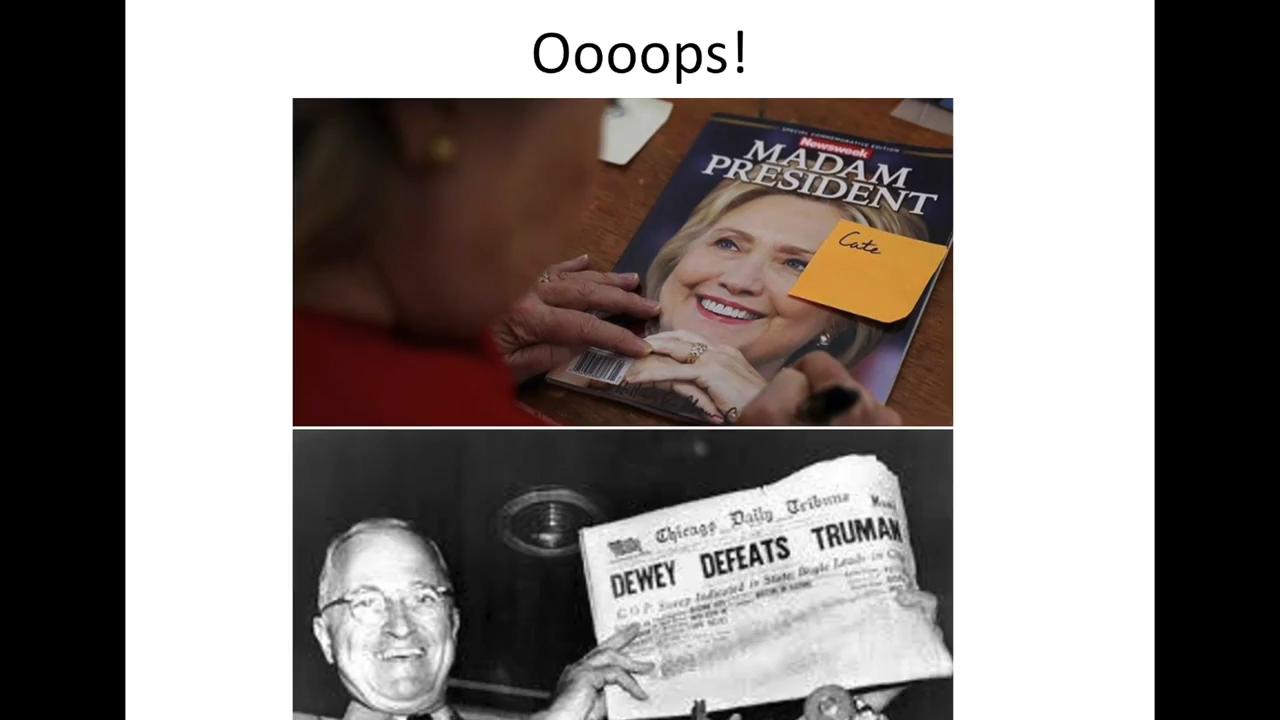 Oooops!
SPECIAL COMMEMORATIVE EDITION
Newsweek
MADAM
PRESIDENT
Cate
Chicago Daily Tribune
DEWEY DEFEATS TRUMAN
G.O.P. Sweep Indicated in State; Boyle Leads in